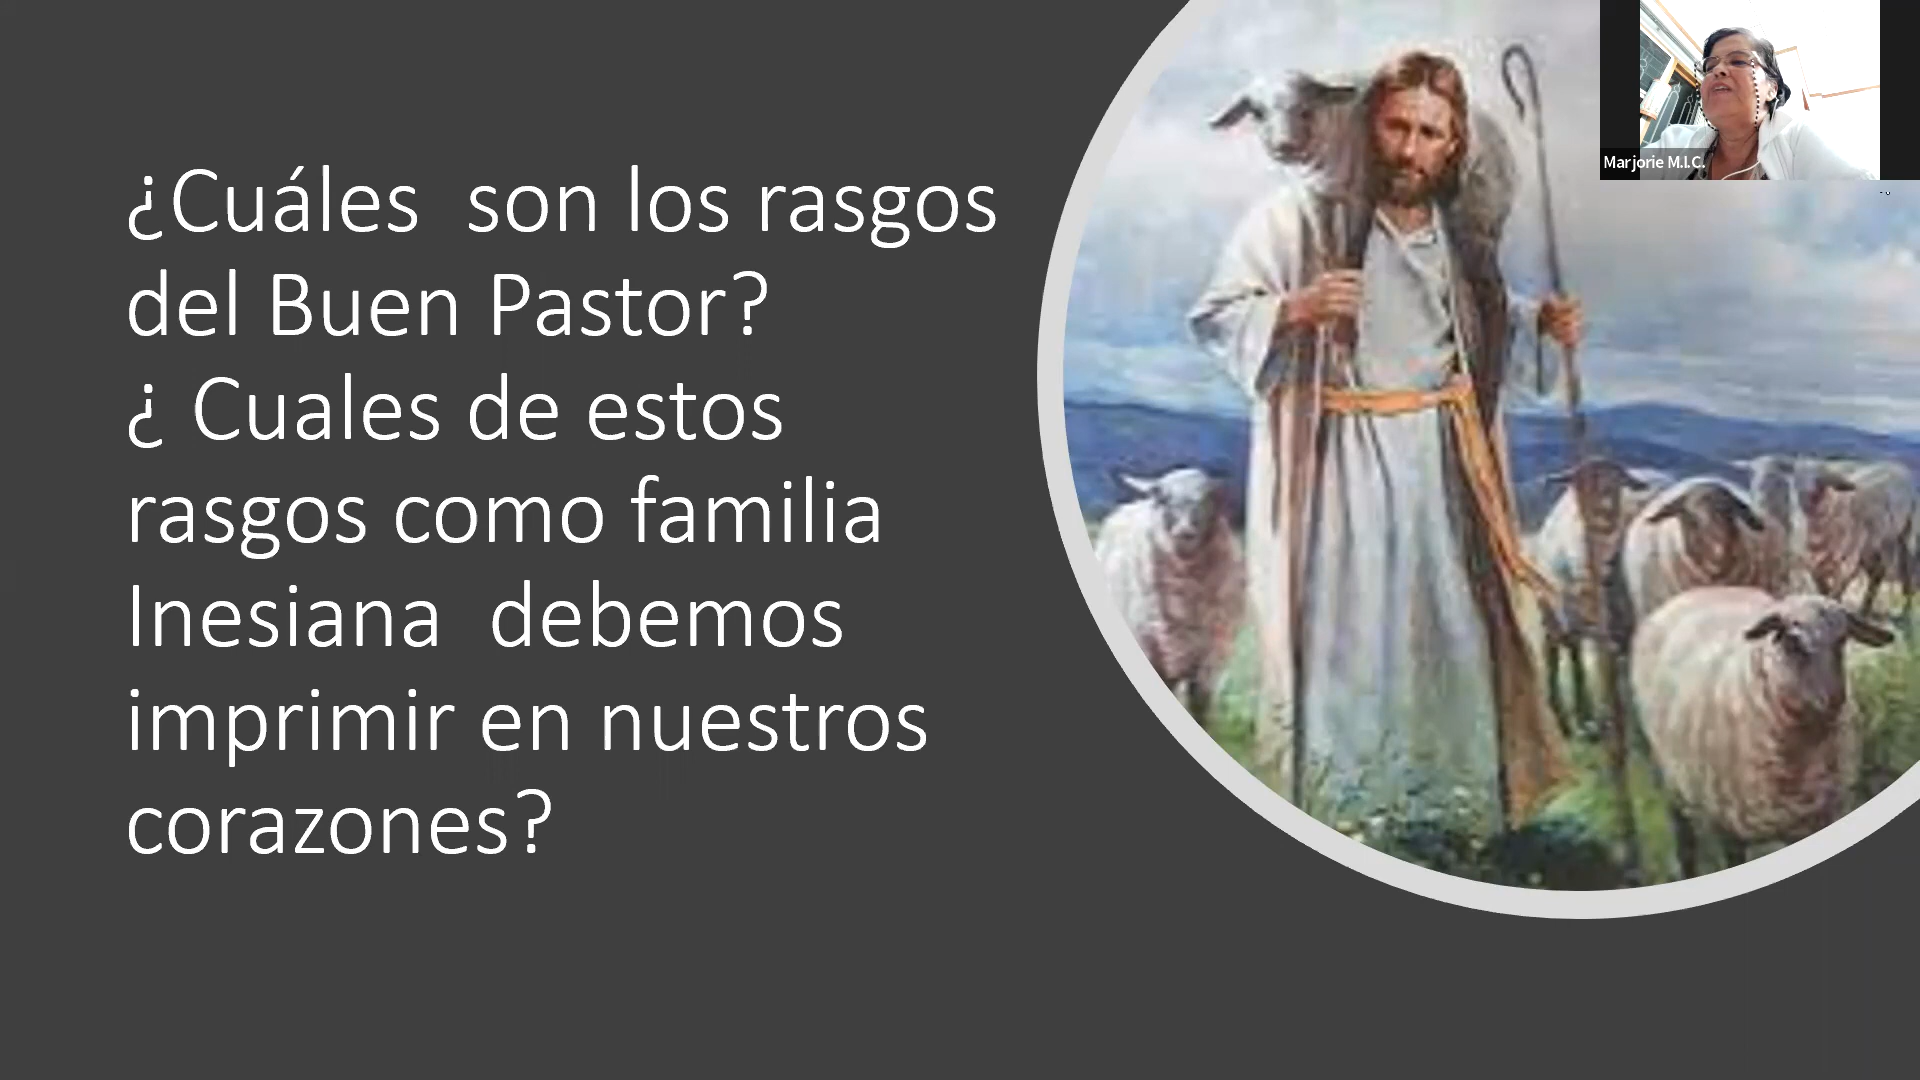 ¿Cuáles  son los rasgos
del Buen Pastor?
¿ Cuales de estos
rasgos como familia
Inesiana  debemos
imprimir en nuestros
corazones?
Marjorie M.I.C.